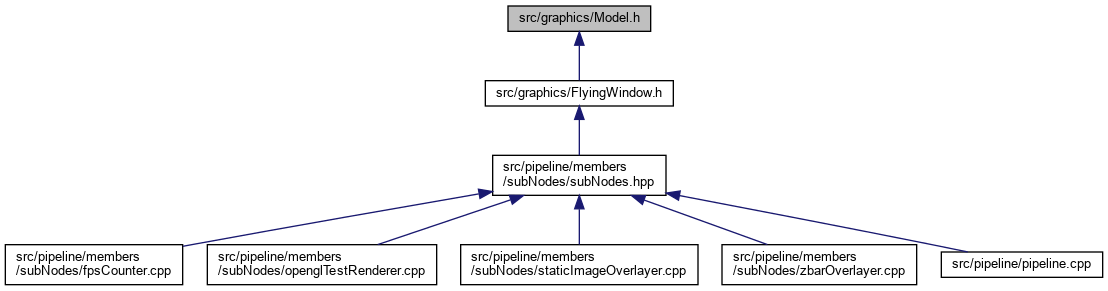 src/graphics/Model.h
src/graphics/FlyingWindow.h
src/pipeline/members
/subNodes/subNodes.hpp
src/pipeline/members
/subNodes/fpsCounter.cpp
src/pipeline/members
/subNodes/openglTestRenderer.cpp
src/pipeline/members
/subNodes/staticImageOverlayer.cpp
src/pipeline/members
/subNodes/zbarOverlayer.cpp
src/pipeline/pipeline.cpp